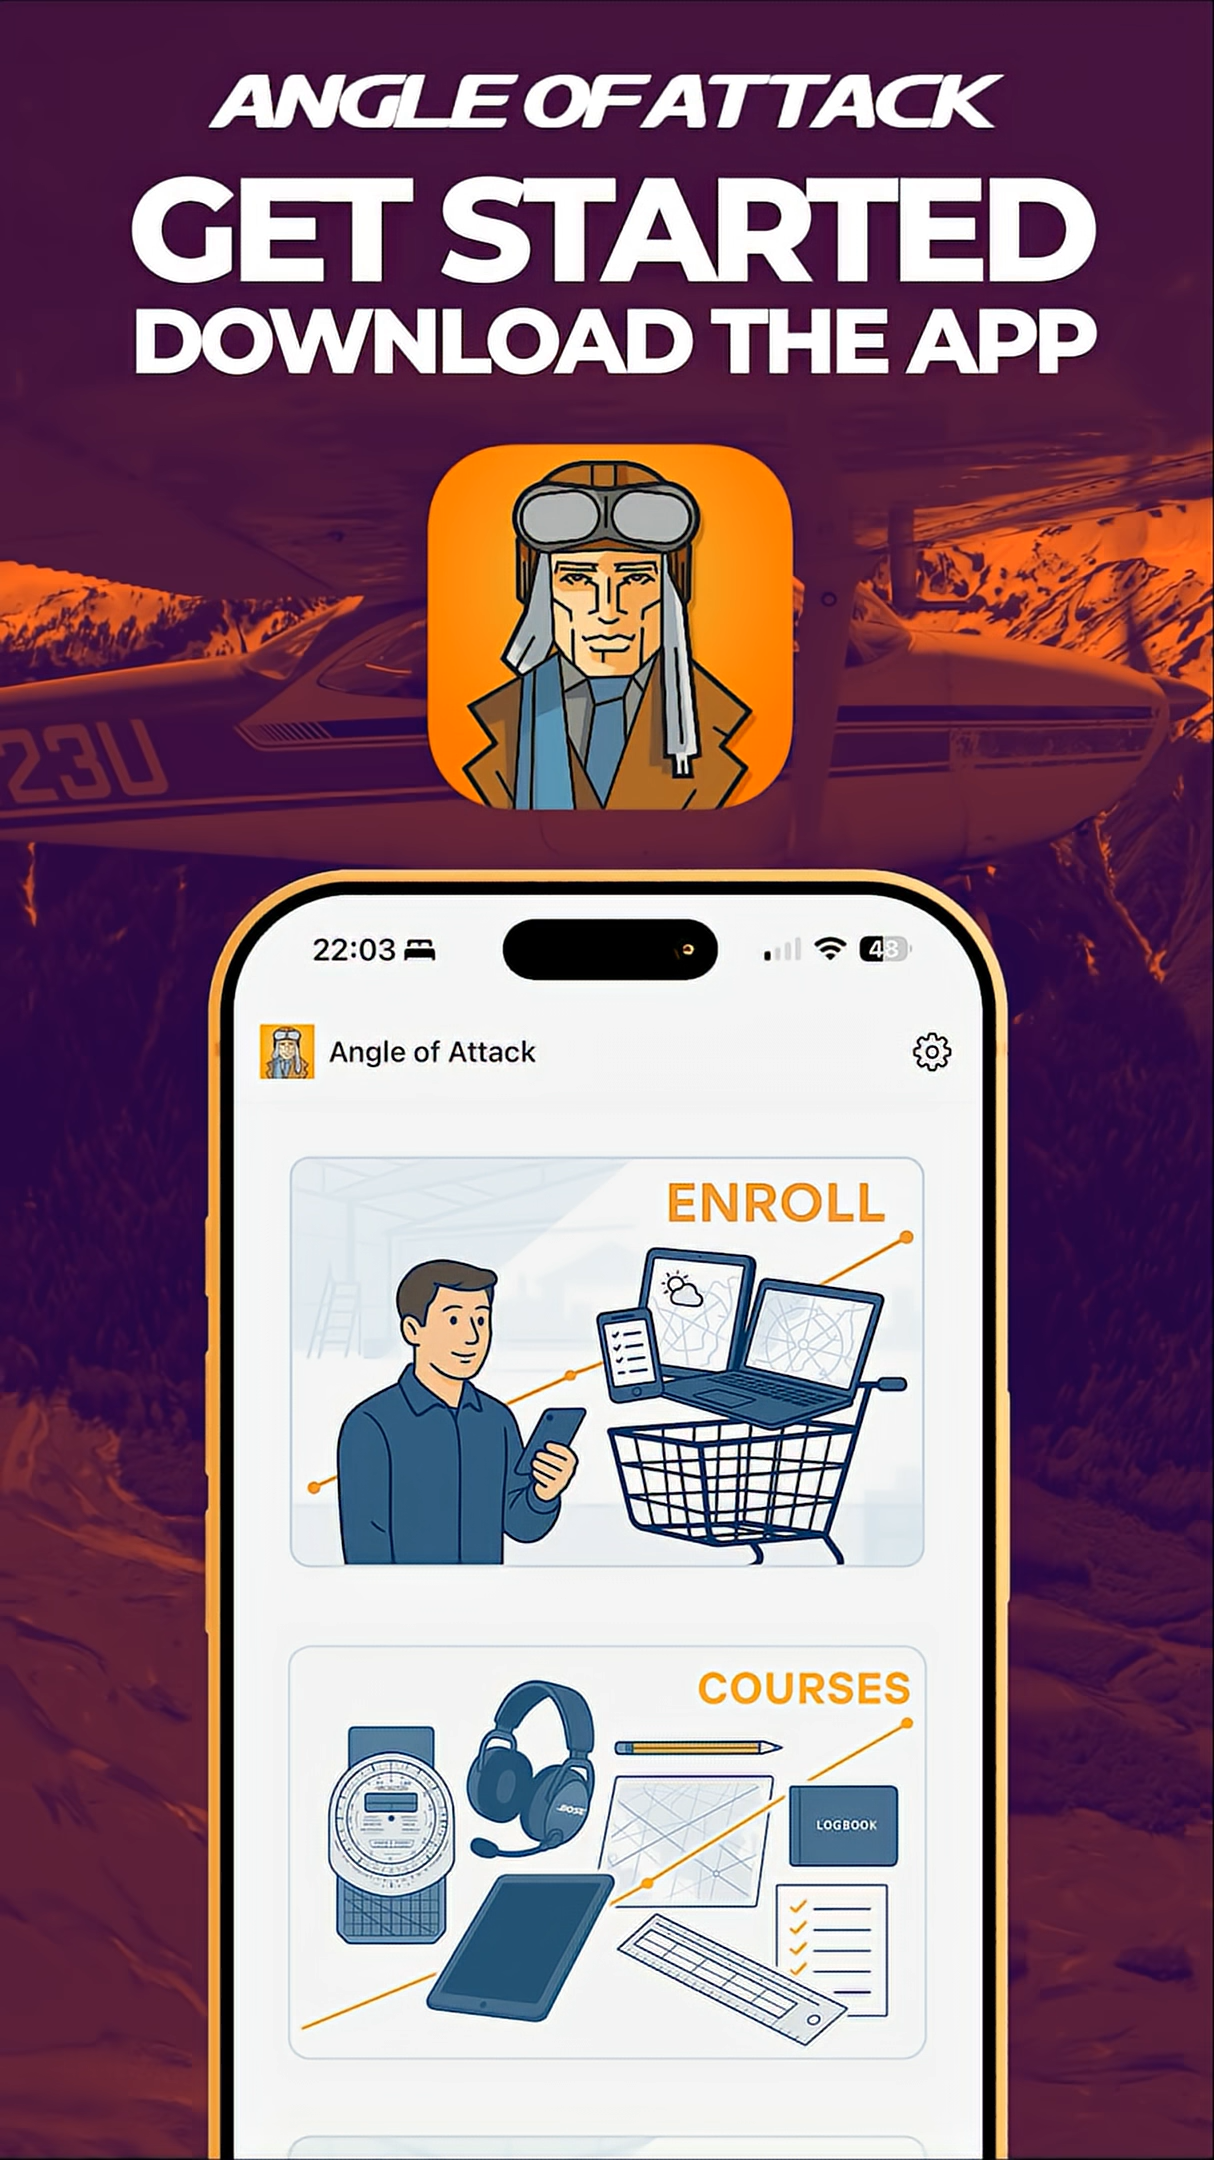 ANGLE OF ATTACK
GET STARTED
DOWNLOAD THE APP
23U
22:03
48
Angle of Attack
ENROLL
COURSES
BOSE
LOGBOOK